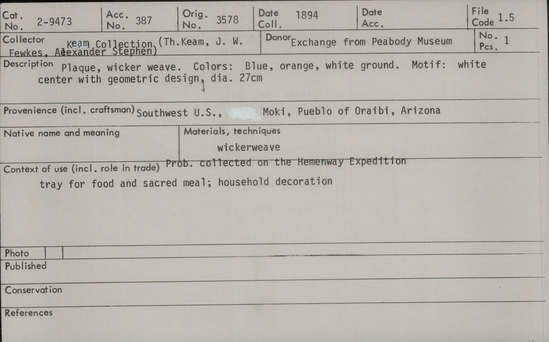 Cat. No. 2-9473 Acc. No. 387 Orig. No. 3578 Date Coll. 1894 Date Acc. File Code 1.5
Collector Keam Collection (Th.Keam, J. W. Fewkes, Alexander Stephen) Donor Exchange from Peabody Museum No. Pcs. 1
Description Plaque, wicker weave. Colors: Blue, orange, white ground. Motif: white
center with geometric design, dia. 27cm
Provenience (incl. craftsman) Southwest U.S., Moki, Pueblo of Oraibi, Arizona
Native name and meaning Materials, techniques
wickerweave
Context of use (incl. role in trade) Prob. collected on the Hemenway Expedition
tray for food and sacred meal; household decoration
Photo
Published
Conservation
References